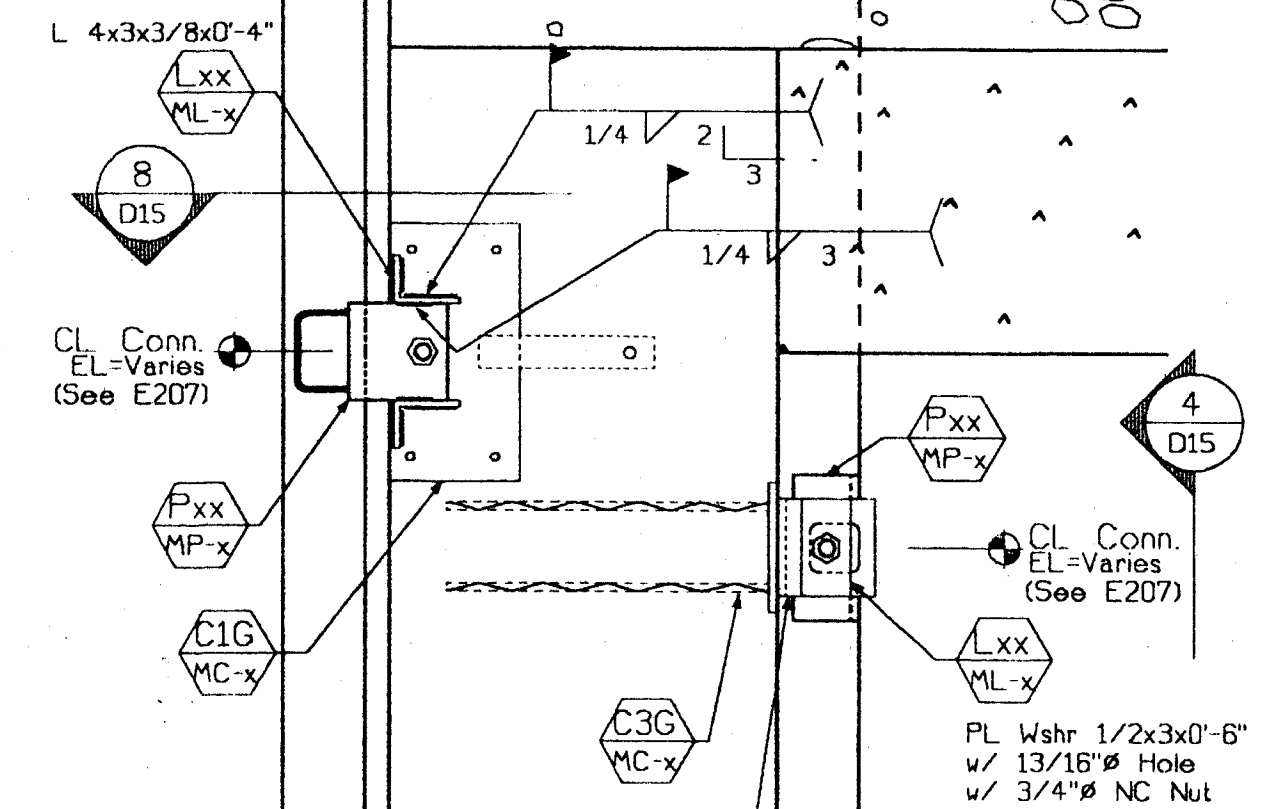 L 4x3x3/8x0'-4"
Lxx
ML-x
1/4
2
3
8
D15
1/4
3
CL Conn.
EL=Varies
(See E207)
4
D15
Pxx
MP-x
Pxx
MP-x
CL Conn.
EL=Varies
(See E207)
C1G
MC-x
Lxx
ML-x
C3G
MC-x
PL Wshr 1/2x3x0'-6"
w/ 13/16"ø Hole
w/ 3/4"ø NC Nut